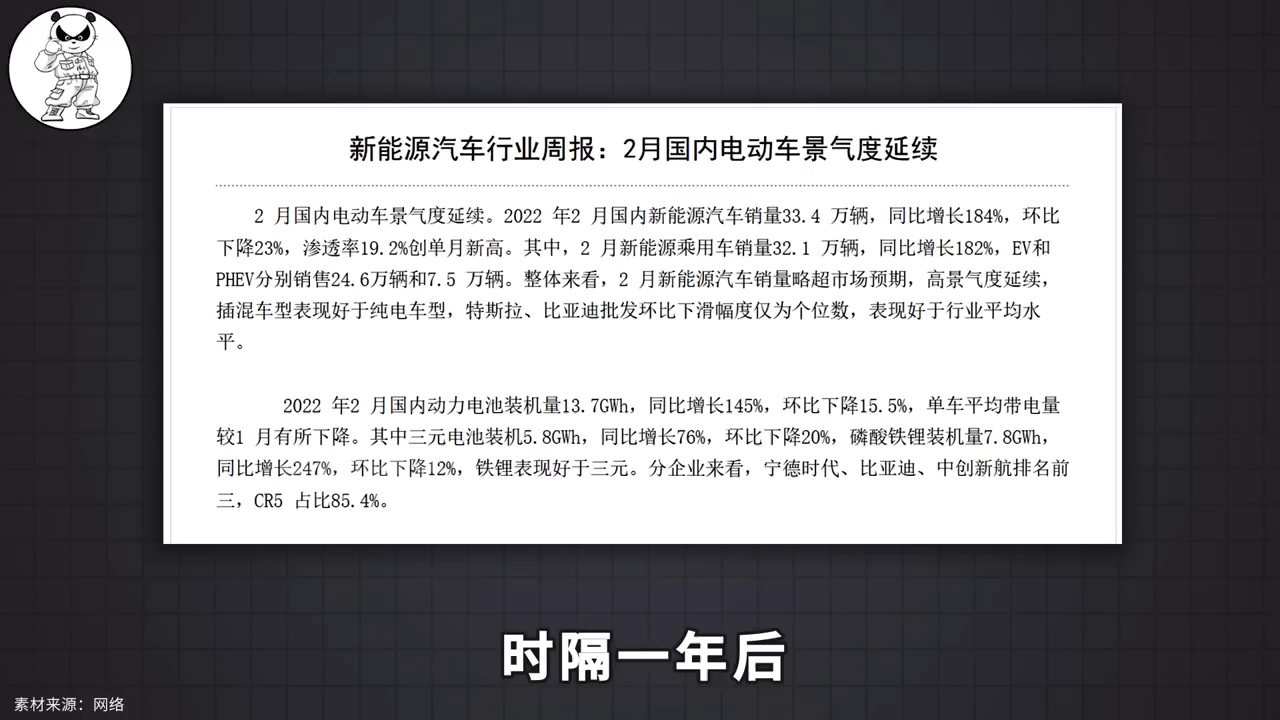 新能源汽车行业周报：2月国内电动车景气度延续
2 月国内电动车景气度延续。2022 年2 月国内新能源汽车销量33.4 万辆，同比增长184%，环比
下降23%，渗透率19.2%创单月新高。其中，2 月新能源乘用车销量32.1 万辆，同比增长182%，EV和
PHEV分别销售24.6万辆和7.5 万辆。整体来看，2 月新能源汽车销量略超市场预期，高景气度延续，
插混车型表现好于纯电车型，特斯拉、比亚迪批发环比下滑幅度仅为个位数，表现好于行业平均水
平。
2022 年2 月国内动力电池装机量13.7GWh，同比增长145%，环比下降15.5%，单车平均带电量
较1 月有所下降。其中三元电池装机5.8GWh，同比增长76%，环比下降20%，磷酸铁锂装机量7.8GWh，
同比增长247%，环比下降12%，铁锂表现好于三元。分企业来看，宁德时代、比亚迪、中创新航排名前
三，CR5 占比85.4%。
时隔一年后
素材来源：网络